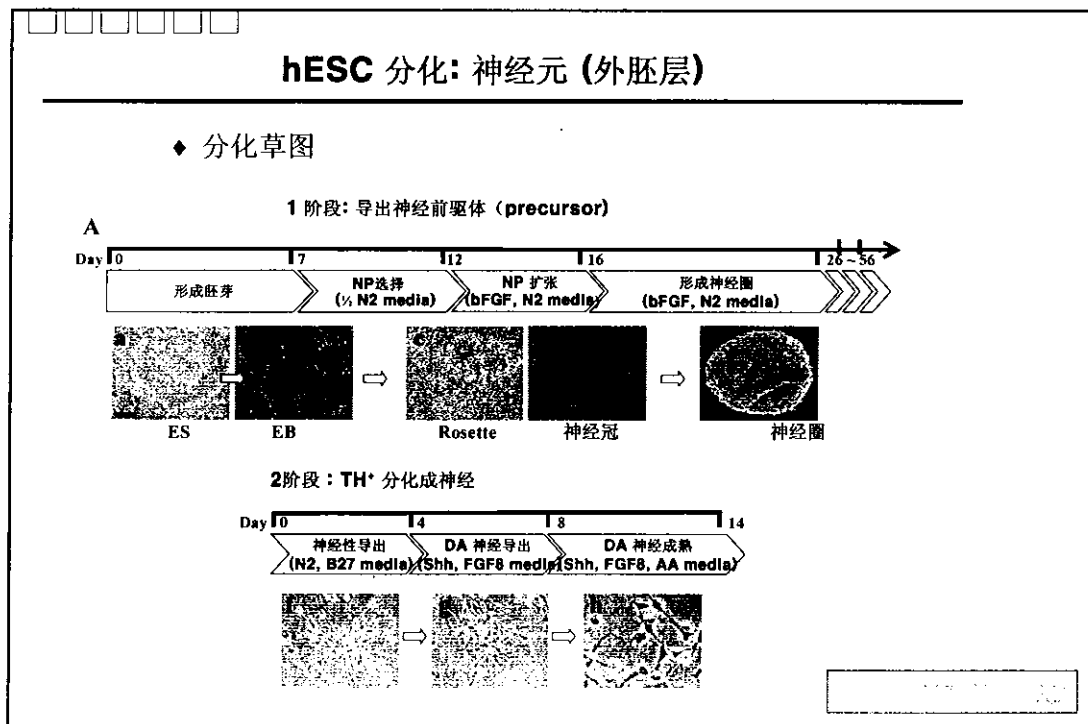 hESC 分化: 神经元 (外胚层)
◆ 分化草图
1 阶段: 导出神经前驱体（precursor）
A
Day 0 7 12 16 26 ~ 56
形成胚芽
NP选择
(½ N2 media)
NP 扩张
(bFGF, N2 media)
形成神经圈
(bFGF, N2 media)
a c
ES EB Rosette 神经冠 神经圈
2阶段：TH⁺ 分化成神经
Day 0 4 8 14
神经性导出
(N2, B27 media)
DA 神经导出
(Shh, FGF8 media)
DA 神经成熟
(Shh, FGF8, AA media)
f g h